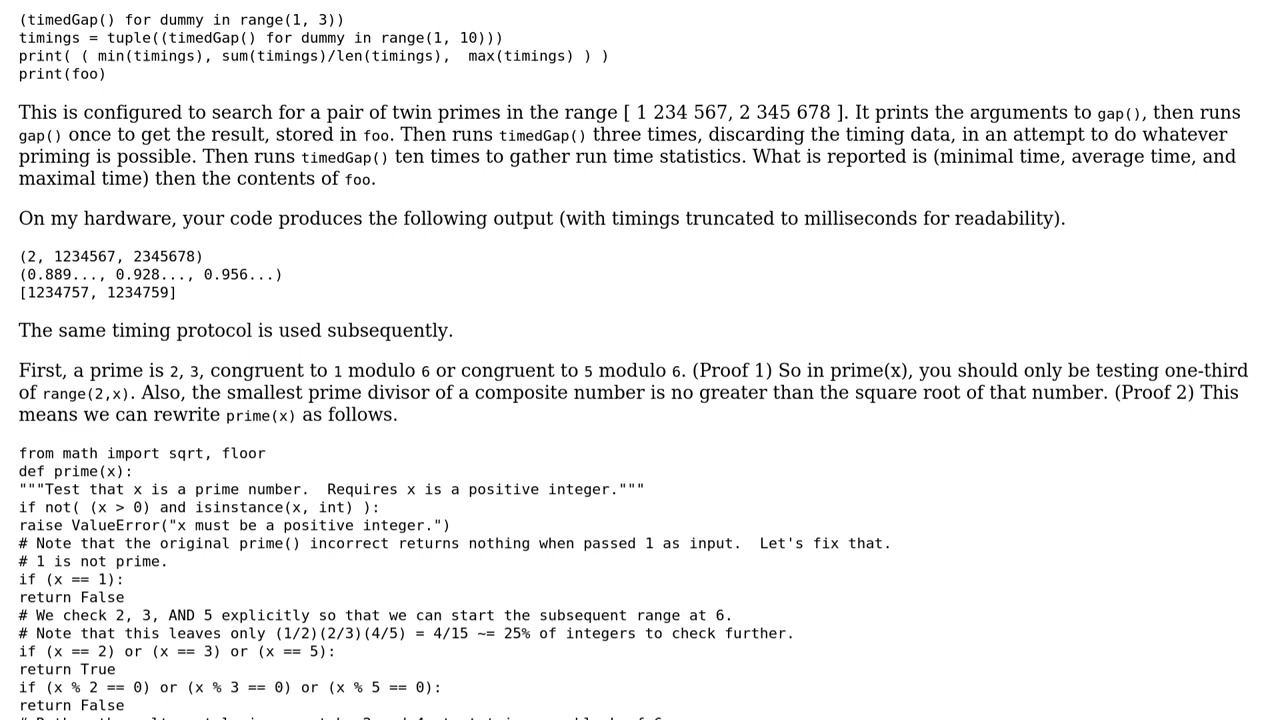 (timedGap() for dummy in range(1, 3))
timings = tuple((timedGap() for dummy in range(1, 10)))
print( ( min(timings), sum(timings)/len(timings),  max(timings) ) )
print(foo)
This is configured to search for a pair of twin primes in the range [ 1 234 567, 2 345 678 ]. It prints the arguments to gap(), then runs
gap() once to get the result, stored in foo. Then runs timedGap() three times, discarding the timing data, in an attempt to do whatever
priming is possible. Then runs timedGap() ten times to gather run time statistics. What is reported is (minimal time, average time, and
maximal time) then the contents of foo.
On my hardware, your code produces the following output (with timings truncated to milliseconds for readability).
(2, 1234567, 2345678)
(0.889..., 0.928..., 0.956...)
[1234757, 1234759]
The same timing protocol is used subsequently.
First, a prime is 2, 3, congruent to 1 modulo 6 or congruent to 5 modulo 6. (Proof 1) So in prime(x), you should only be testing one-third
of range(2,x). Also, the smallest prime divisor of a composite number is no greater than the square root of that number. (Proof 2) This
means we can rewrite prime(x) as follows.
from math import sqrt, floor
def prime(x):
"""Test that x is a prime number.  Requires x is a positive integer."""
if not( (x > 0) and isinstance(x, int) ):
raise ValueError("x must be a positive integer.")
# Note that the original prime() incorrect returns nothing when passed 1 as input.  Let's fix that.
# 1 is not prime.
if (x == 1):
return False
# We check 2, 3, AND 5 explicitly so that we can start the subsequent range at 6.
# Note that this leaves only (1/2)(2/3)(4/5) = 4/15 ~= 25% of integers to check further.
if (x == 2) or (x == 3) or (x == 5):
return True
if (x % 2 == 0) or (x % 3 == 0) or (x % 5 == 0):
return False